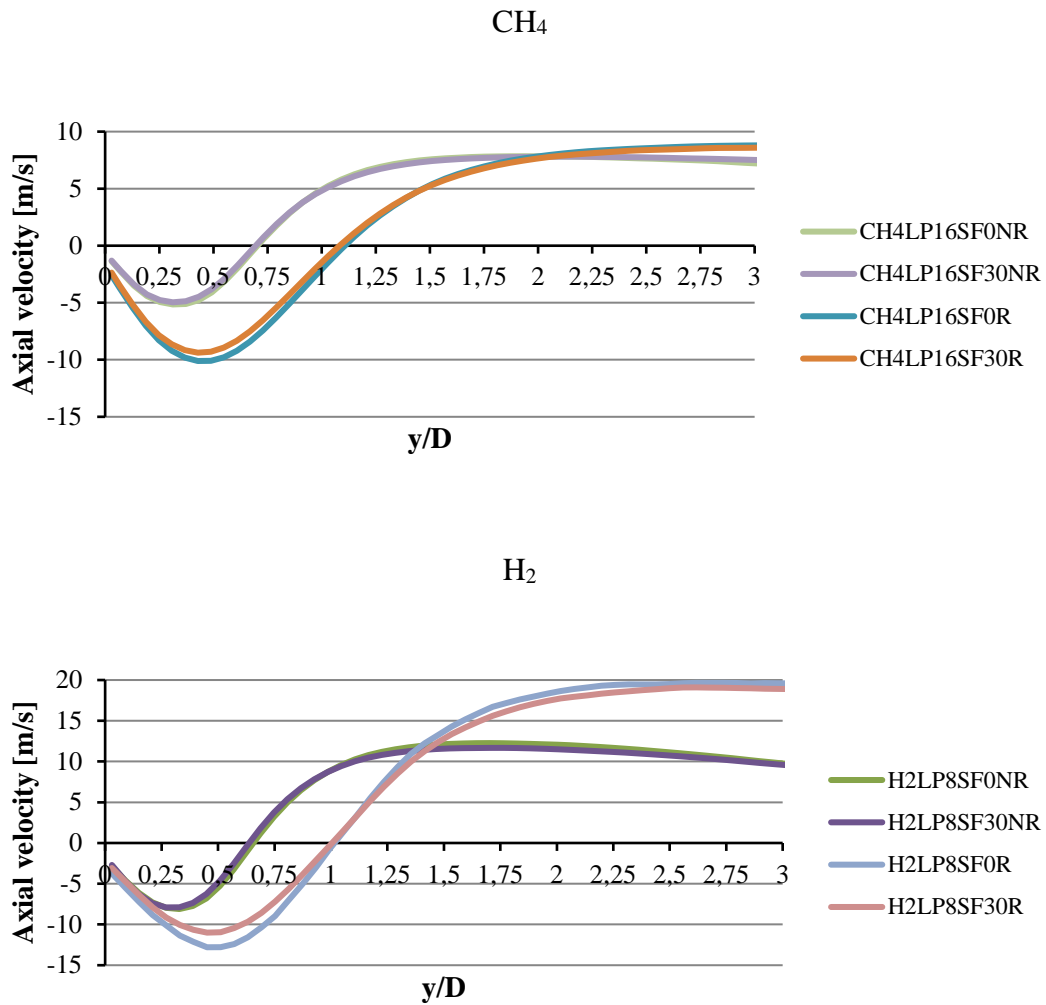 CH₄
10
5
0
-5
-10
-15
0 0,25 0,5 0,75 1 1,25 1,5 1,75 2 2,25 2,5 2,75 3
Axial velocity [m/s]
y/D
CH4LP16SF0NR
CH4LP16SF30NR
CH4LP16SF0R
CH4LP16SF30R
H₂
20
15
10
5
0
-5
-10
-15
0 0,25 0,5 0,75 1 1,25 1,5 1,75 2 2,25 2,5 2,75 3
Axial velocity [m/s]
y/D
H2LP8SF0NR
H2LP8SF30NR
H2LP8SF0R
H2LP8SF30R